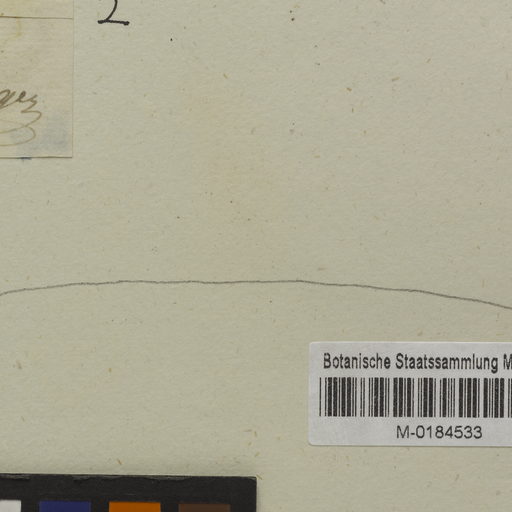 2
Botanische Staatssammlung M
M-0184533